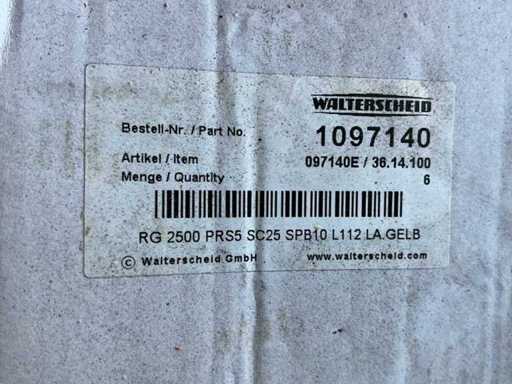 WALTERSCHEID
Bestell-Nr. / Part No. 1097140
Artikel / Item 097140E / 36.14.100
Menge / Quantity 6
RG 2500 PRS5 SC25 SPB10 L112 LA.GELB
© Walterscheid GmbH www.walterscheid.com